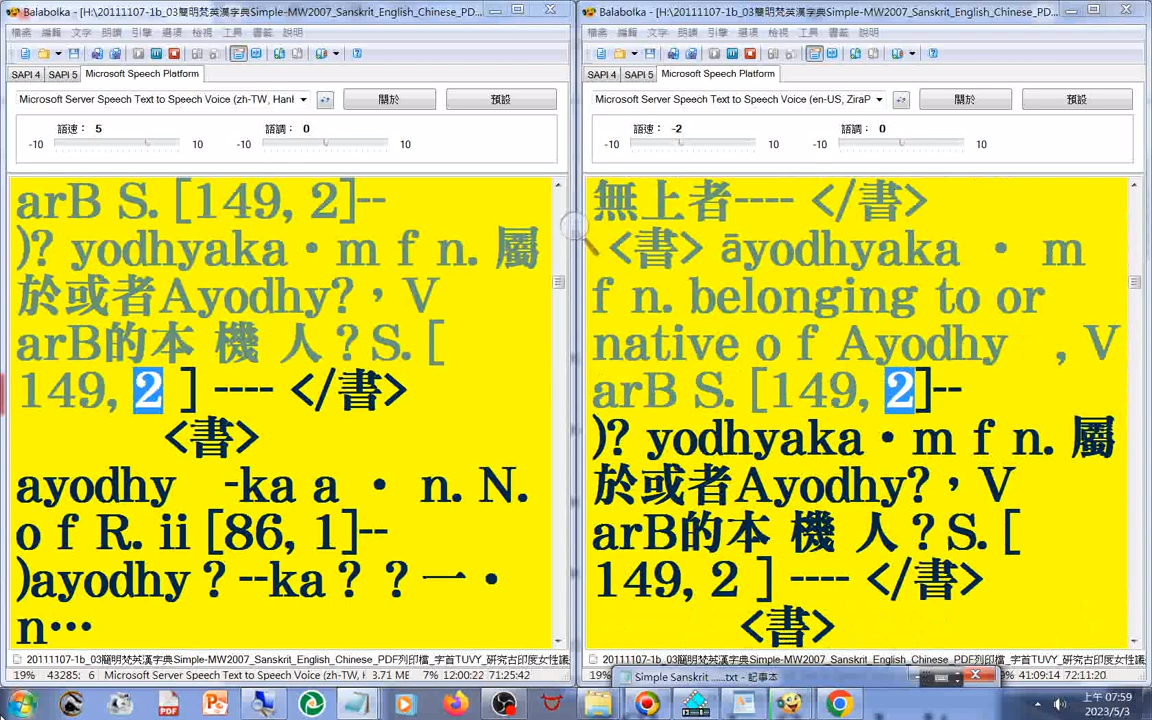 Balabolka - [H:\20111107-1b_03簡明梵英漢字典Simple-MW2007_Sanskrit_English_Chinese_PD...
檔案 編輯 文字 朗讀 引擎 選項 檢視 工具 書籤 說明
SAPI 4 SAPI 5 Microsoft Speech Platform
Microsoft Server Speech Text to Speech Voice (zh-TW, Hanl
關於
預設
語速： 5
語調： 0
-10 10 -10 10
arB S. [149, 2]--
)? yodhyaka・m f n. 屬
於或者Ayodhy?，V
arB的本 機 人？S. [
149, 2 ] ---- </書>
<書>
ayodhy -ka a ・ n. N.
o f R. ii [86, 1]--
)ayodhy？--ka？？一・
n…
20111107-1b_03簡明梵英漢字典Simple-MW2007_Sanskrit_English_Chinese_PDF列印檔_字首TUVY_研究古印度女性議
19% 43285: 6 Microsoft Server Speech Text to Speech Voice (zh-TW, HanH 3.71 ME 7% 12:00:22 71:25:42
Balabolka - [H:\20111107-1b_03簡明梵英漢字典Simple-MW2007_Sanskrit_English_Chinese_PD...
檔案 編輯 文字 朗讀 引擎 選項 檢視 工具 書籤 說明
SAPI 4 SAPI 5 Microsoft Speech Platform
Microsoft Server Speech Text to Speech Voice (en-US, ZiraP
關於
預設
語速： -2
語調： 0
-10 10 -10 10
無上者---- </書>
<書> āyodhyaka ・ m
f n. belonging to or
native o f Ayodhy , V
arB S. [149, 2]--
)? yodhyaka・m f n. 屬
於或者Ayodhy?，V
arB的本 機 人？S. [
149, 2 ] ---- </書>
<書>
20111107-1b_03簡明梵英漢字典Simple-MW2007_Sanskrit_English_Chinese_PDF列印檔_字首TUVY_研究古印度女性議
19%
Simple Sanskrit ......txt - 記事本
41:09:14 72:11:20
PDF
上午 07:59
2023/5/3